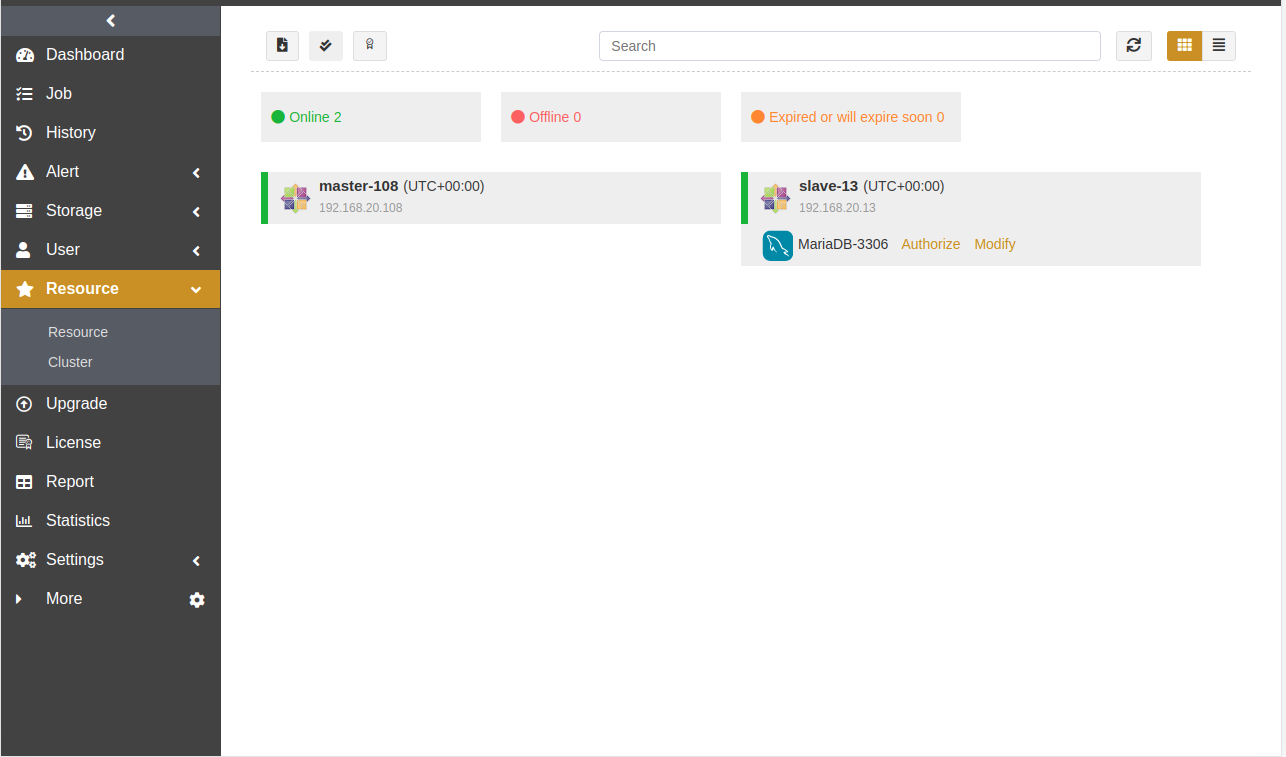 Dashboard
Job
History
Alert
Storage
User
Resource
Resource
Cluster
Upgrade
License
Report
Statistics
Settings
More
Search
Online 2
Offline 0
Expired or will expire soon 0
master-108 (UTC+00:00)
192.168.20.108
slave-13 (UTC+00:00)
192.168.20.13
MariaDB-3306 Authorize Modify